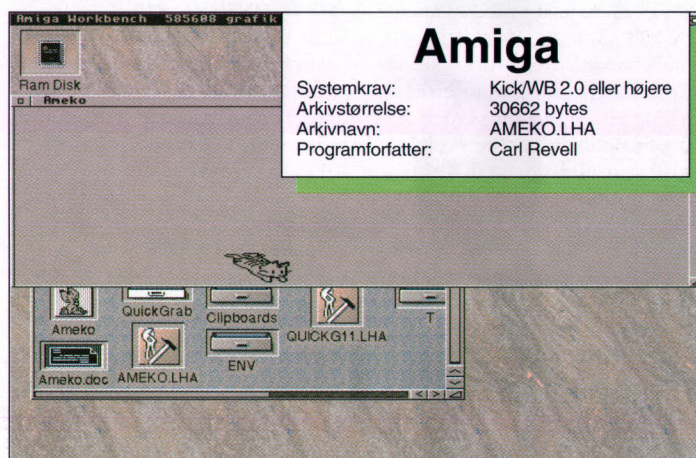 Amiga Workbench 585608 grafik
Amiga
Systemkrav: Kick/WB 2.0 eller højere
Arkivstørrelse: 30662 bytes
Arkivnavn: AMEKO.LHA
Programforfatter: Carl Revell
Ram Disk
Ameko
Ameko
QuickGrab
Clipboards
QUICKG11.LHA
T
Ameko.doc
AMEKO.LHA
ENV